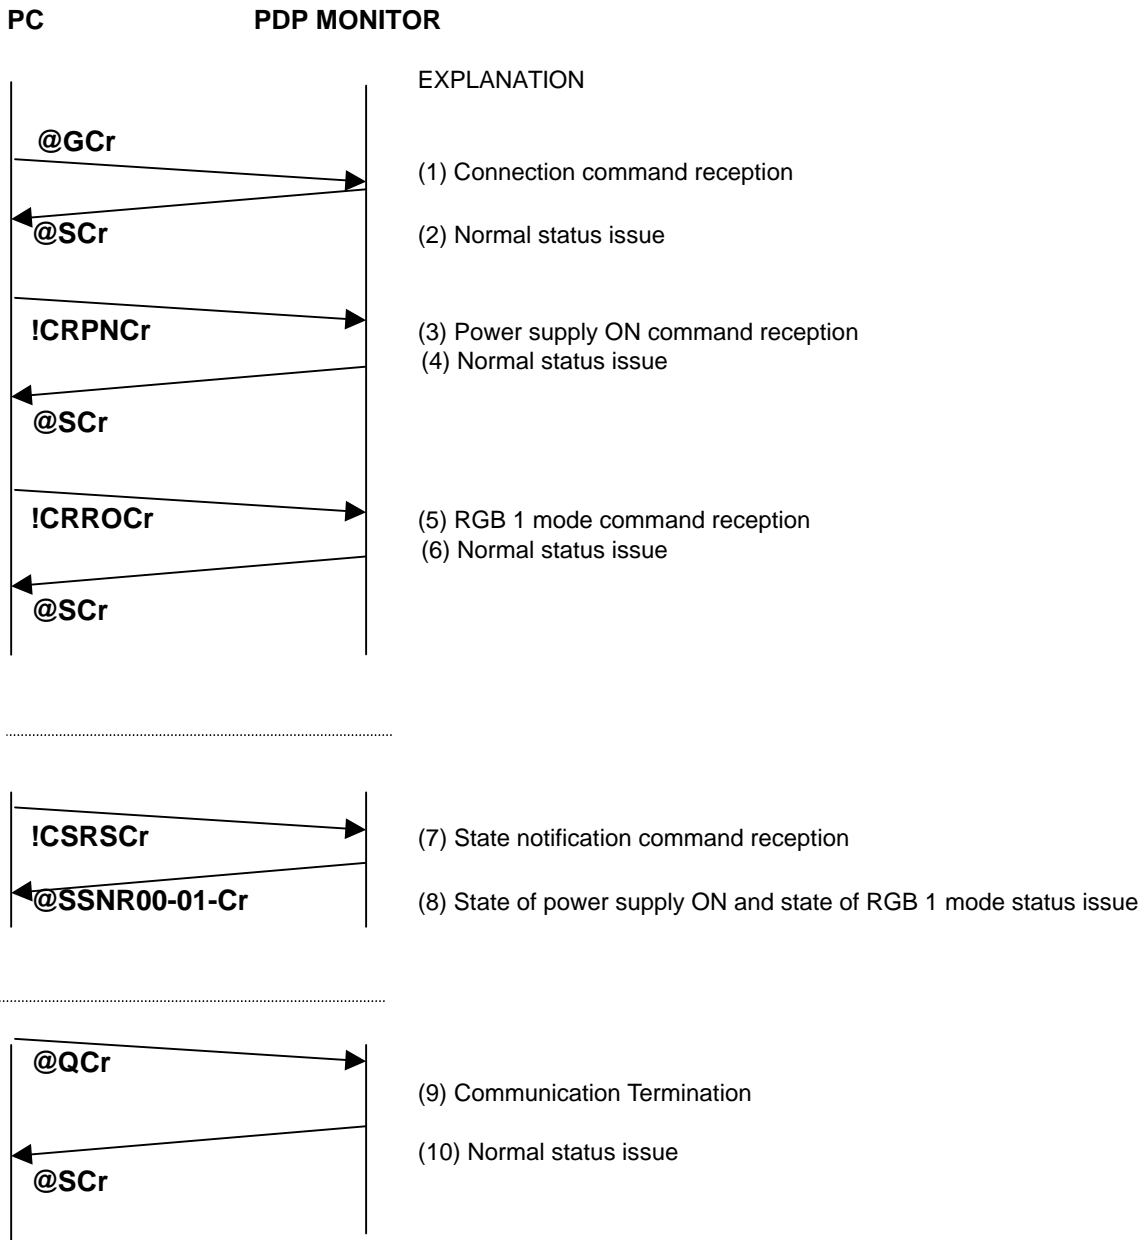 PC PDP MONITOR
EXPLANATION
@GCr
(1) Connection command reception
@SCr
(2) Normal status issue
!CRPNCr
(3) Power supply ON command reception
(4) Normal status issue
@SCr
!CRROCr
(5) RGB 1 mode command reception
(6) Normal status issue
@SCr
!CSRSCr
(7) State notification command reception
@SSNR00-01-Cr
(8) State of power supply ON and state of RGB 1 mode status issue
@QCr
(9) Communication Termination
(10) Normal status issue
@SCr